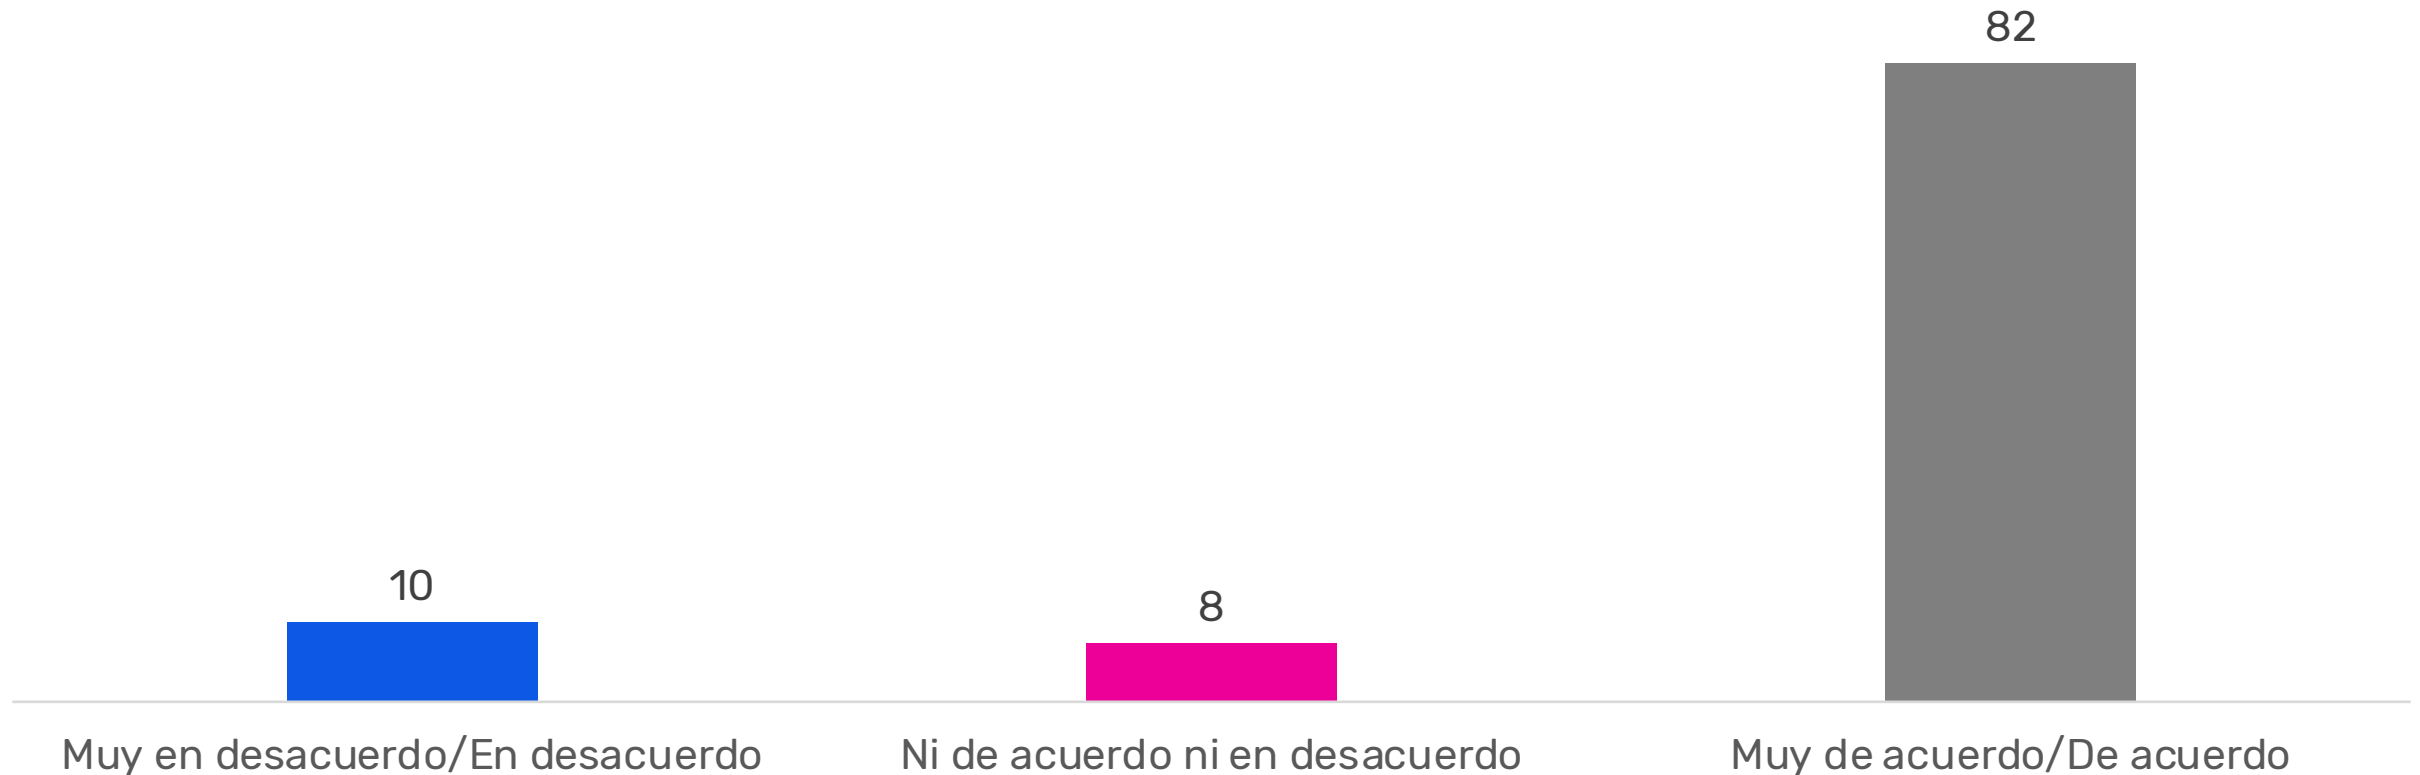 82
10
8
Muy en desacuerdo/En desacuerdo
Ni de acuerdo ni en desacuerdo
Muy de acuerdo/De acuerdo